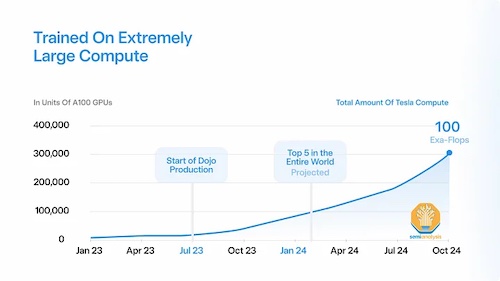 Trained On Extremely
Large Compute
In Units Of A100 GPUs
Total Amount Of Tesla Compute
100
Exa-Flops
400,000
300,000
200,000
100,000
0
Start of Dojo
Production
Top 5 in the
Entire World
Projected
semianalysis
Jan 23
Apr 23
Jul 23
Oct 23
Jan 24
Apr 24
Jul 24
Oct 24